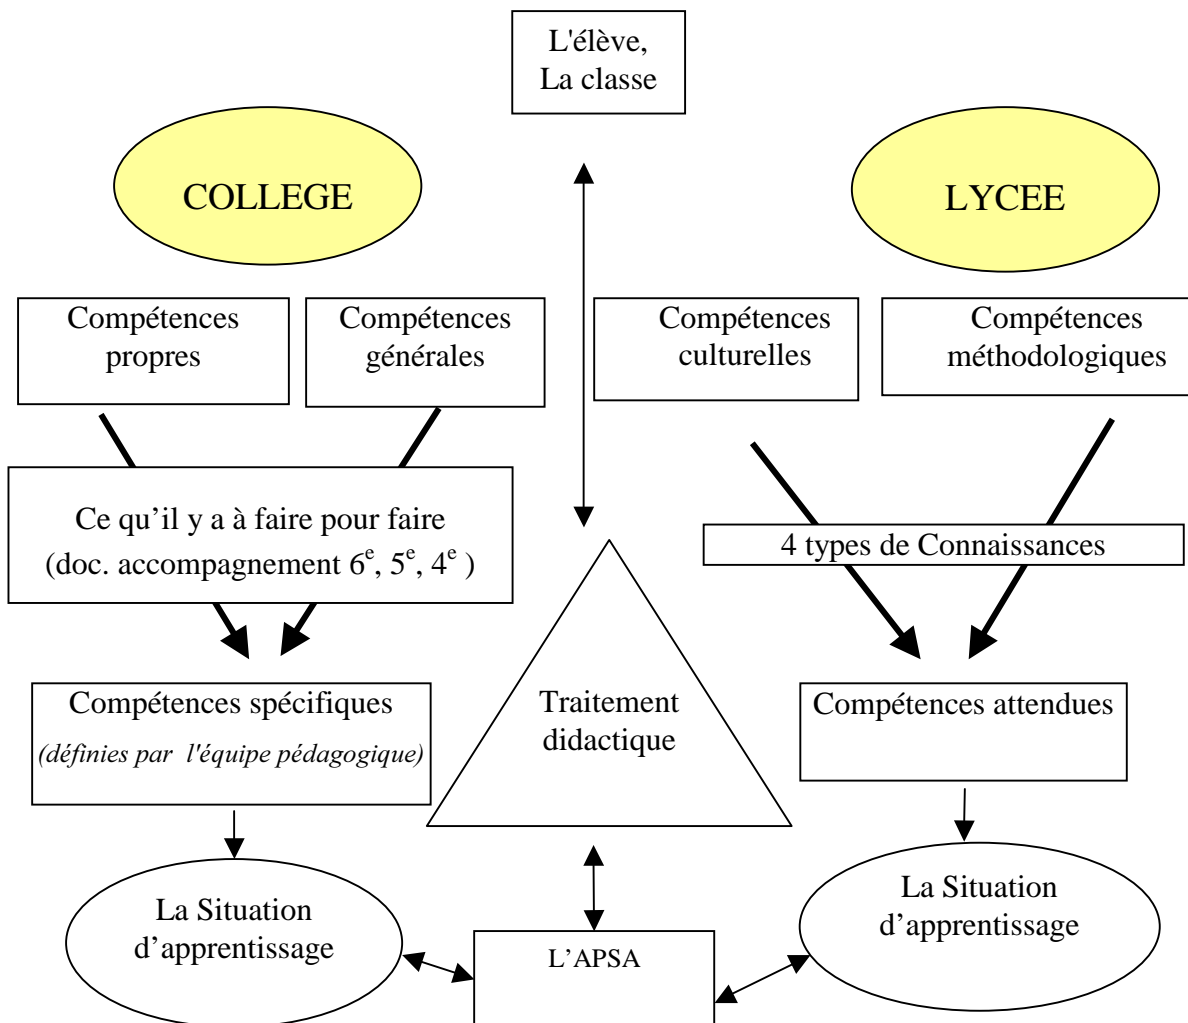 L'élève,
La classe
COLLEGE
LYCEE
Compétences
propres
Compétences
générales
Compétences
culturelles
Compétences
méthodologiques
Ce qu’il y a à faire pour faire
(doc. accompagnement 6e, 5e, 4e )
4 types de Connaissances
Compétences spécifiques
(définies par  l'équipe pédagogique)
Traitement
didactique
Compétences attendues
La Situation
d’apprentissage
La Situation
d’apprentissage
L’APSA